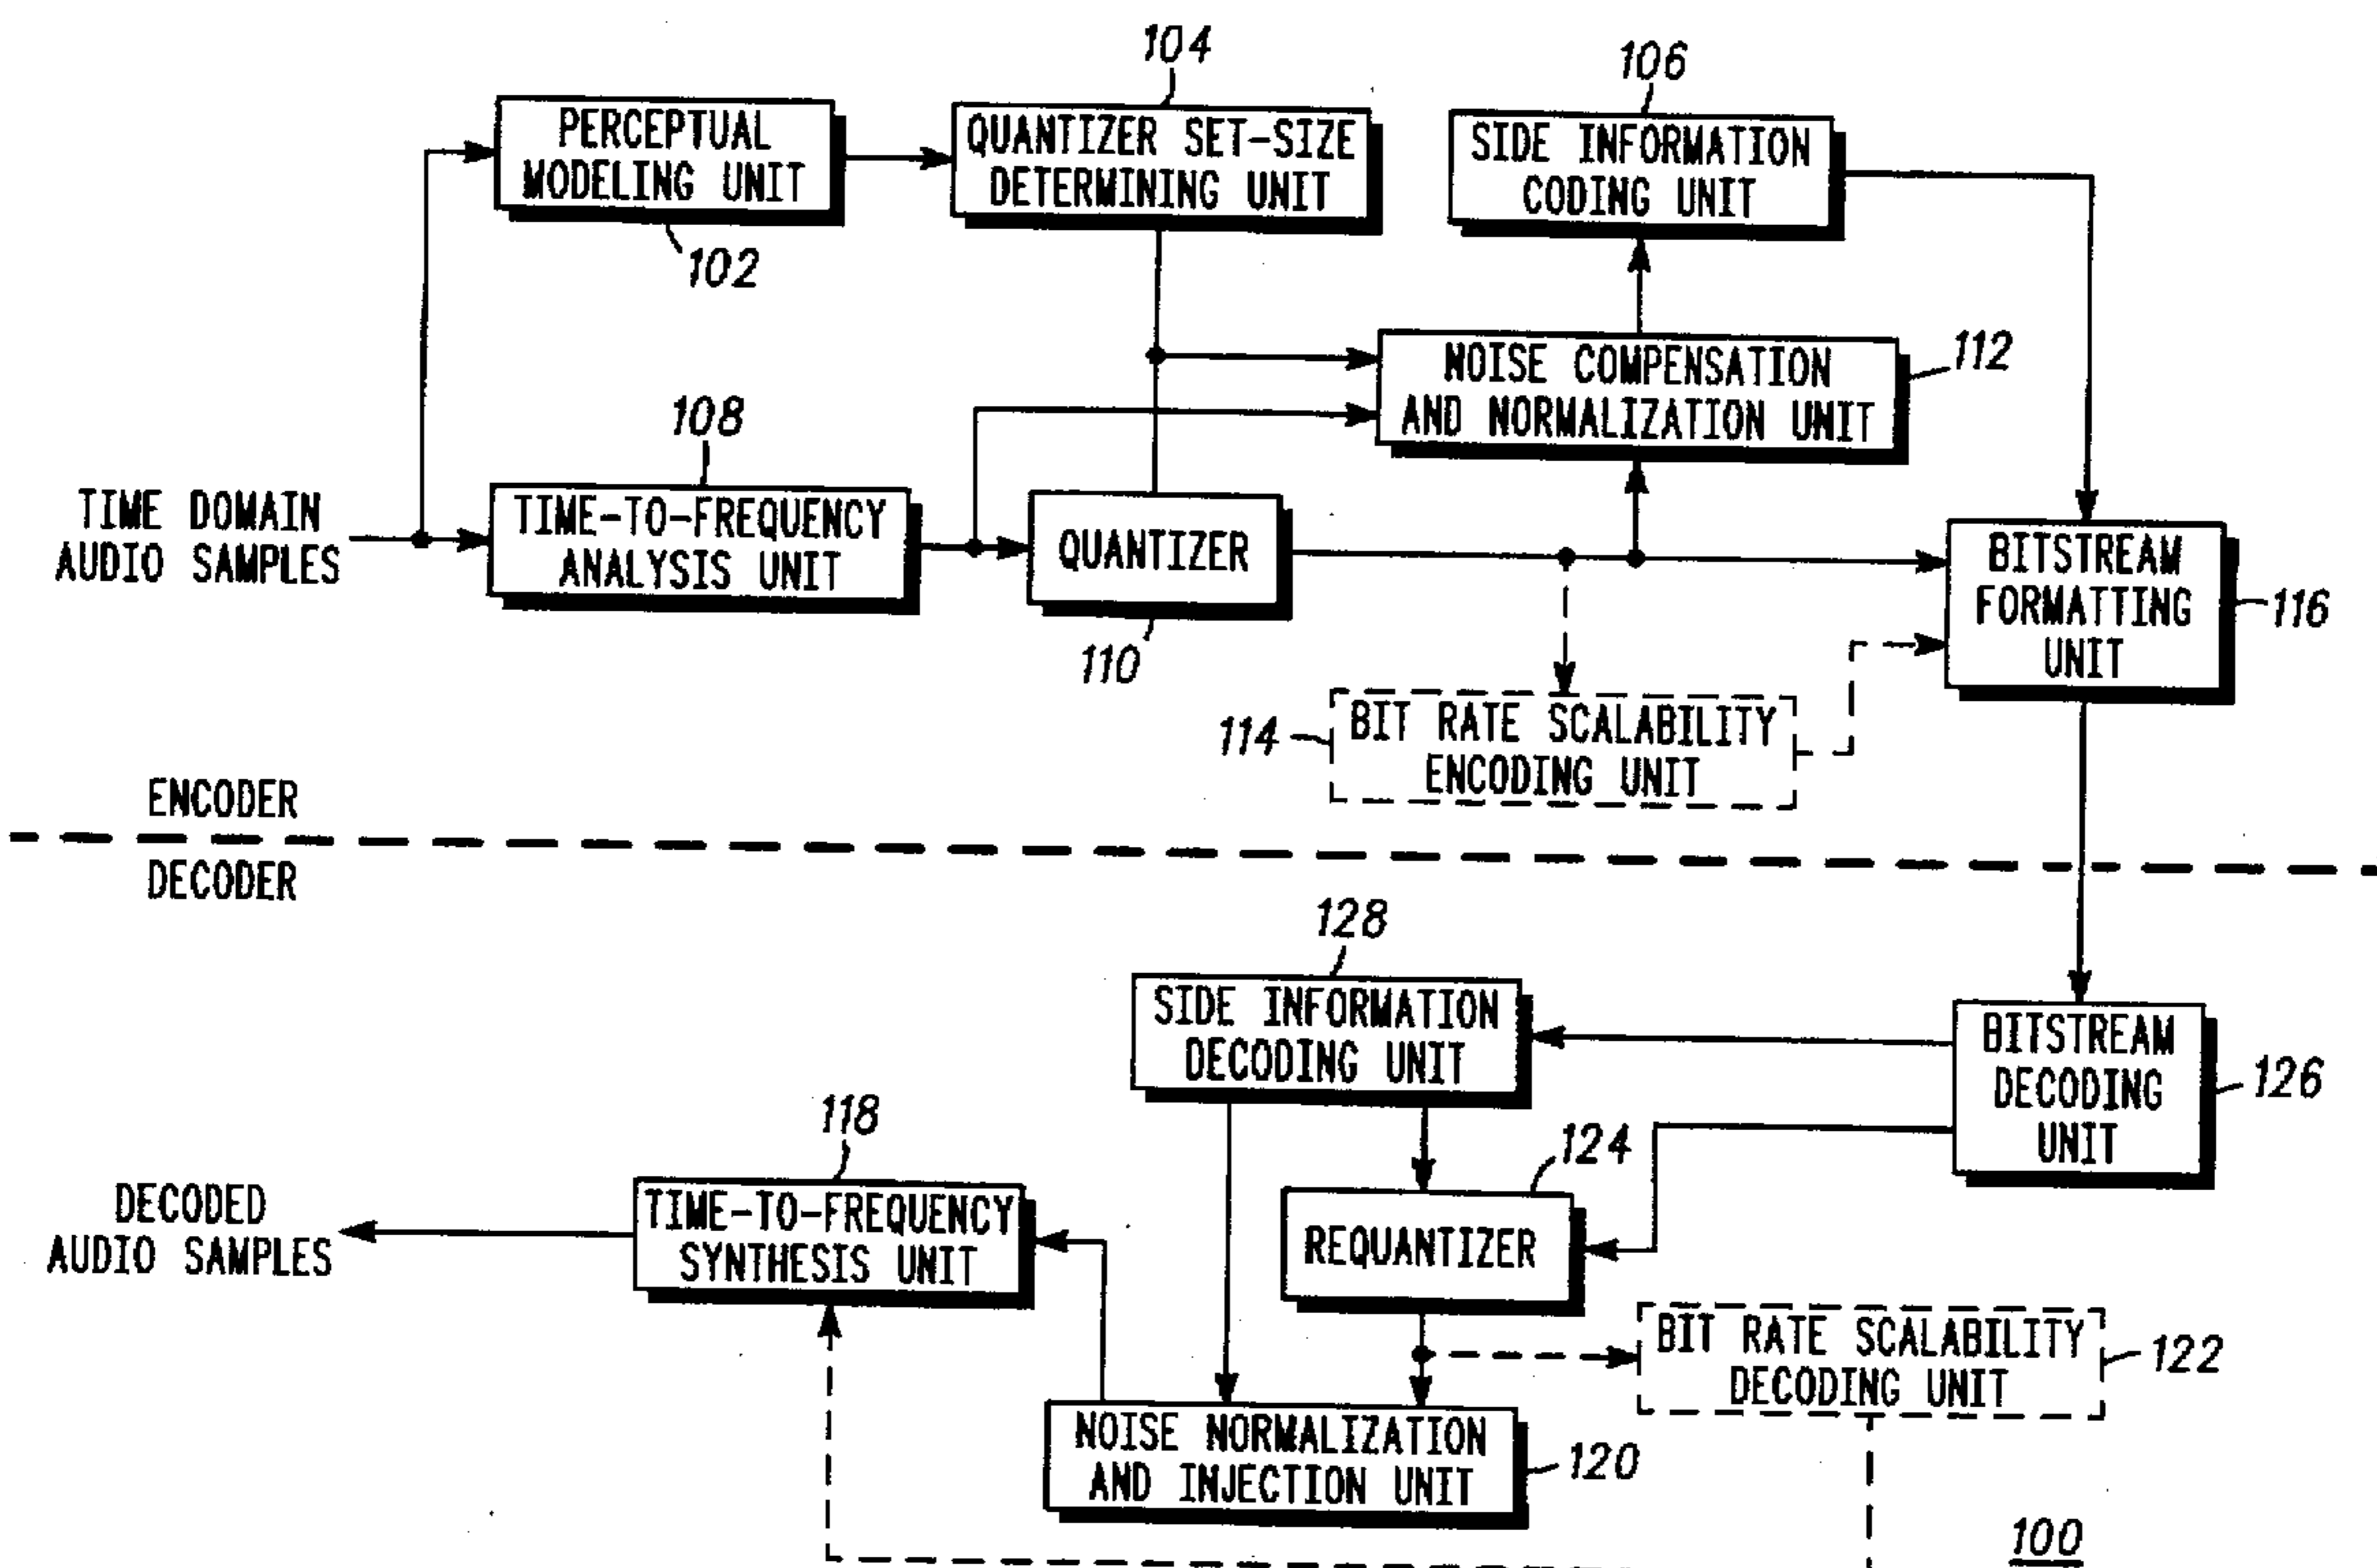 104
106
PERCEPTUAL
MODELING UNIT
102
QUANTIZER SET-SIZE
DETERMINING UNIT
SIDE INFORMATION
CODING UNIT
NOISE COMPENSATION
AND NORMALIZATION UNIT
112
108
TIME DOMAIN
AUDIO SAMPLES
TIME-TO-FREQUENCY
ANALYSIS UNIT
QUANTIZER
110
BITSTREAM
FORMATTING
UNIT
116
114
BIT RATE SCALABILITY
ENCODING UNIT
ENCODER
DECODER
128
SIDE INFORMATION
DECODING UNIT
BITSTREAM
DECODING
UNIT
126
118
124
DECODED
AUDIO SAMPLES
TIME-TO-FREQUENCY
SYNTHESIS UNIT
REQUANTIZER
BIT RATE SCALABILITY
DECODING UNIT
122
NOISE NORMALIZATION
AND INJECTION UNIT
120
100